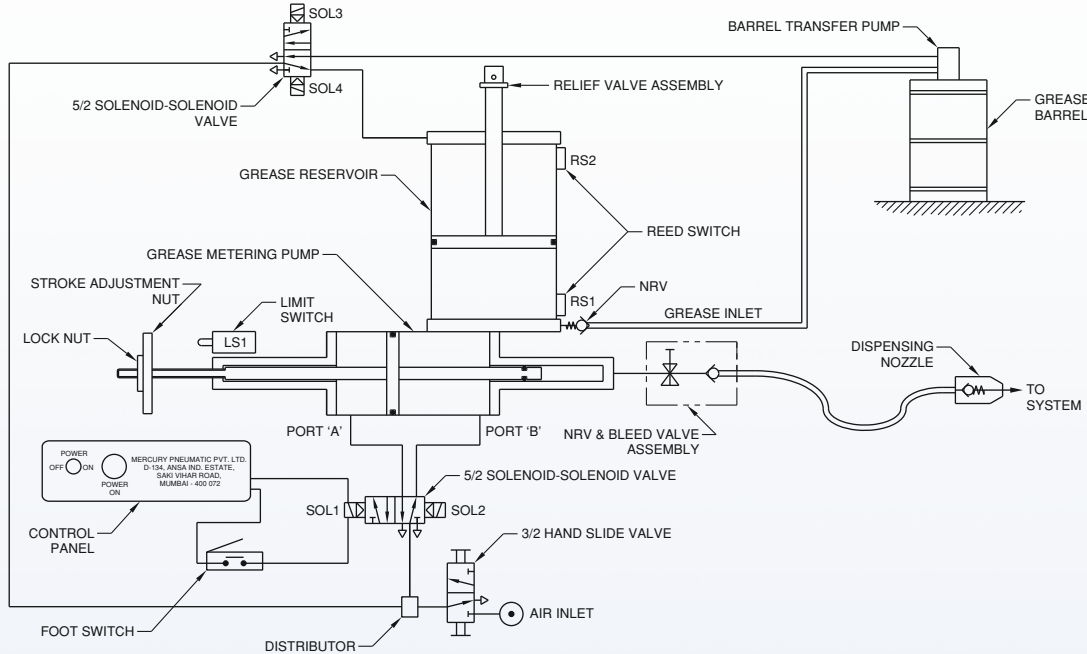 SOL3
BARREL TRANSFER PUMP
5/2 SOLENOID-SOLENOID
VALVE
SOL4
RELIEF VALVE ASSEMBLY
GREASE
BARREL
GREASE RESERVOIR
RS2
REED SWITCH
GREASE METERING PUMP
STROKE ADJUSTMENT
NUT
LIMIT
SWITCH
LOCK NUT
LS1
RS1
NRV
GREASE INLET
DISPENSING
NOZZLE
TO
SYSTEM
PORT 'A'
PORT 'B'
NRV & BLEED VALVE
ASSEMBLY
POWER
OFF
ON
POWER
ON
MERCURY PNEUMATIC PVT. LTD.
D-134, ANSA IND. ESTATE,
SAKI VIHAR ROAD,
MUMBAI - 400 072
5/2 SOLENOID-SOLENOID VALVE
SOL1
SOL2
CONTROL
PANEL
3/2 HAND SLIDE VALVE
FOOT SWITCH
AIR INLET
DISTRIBUTOR